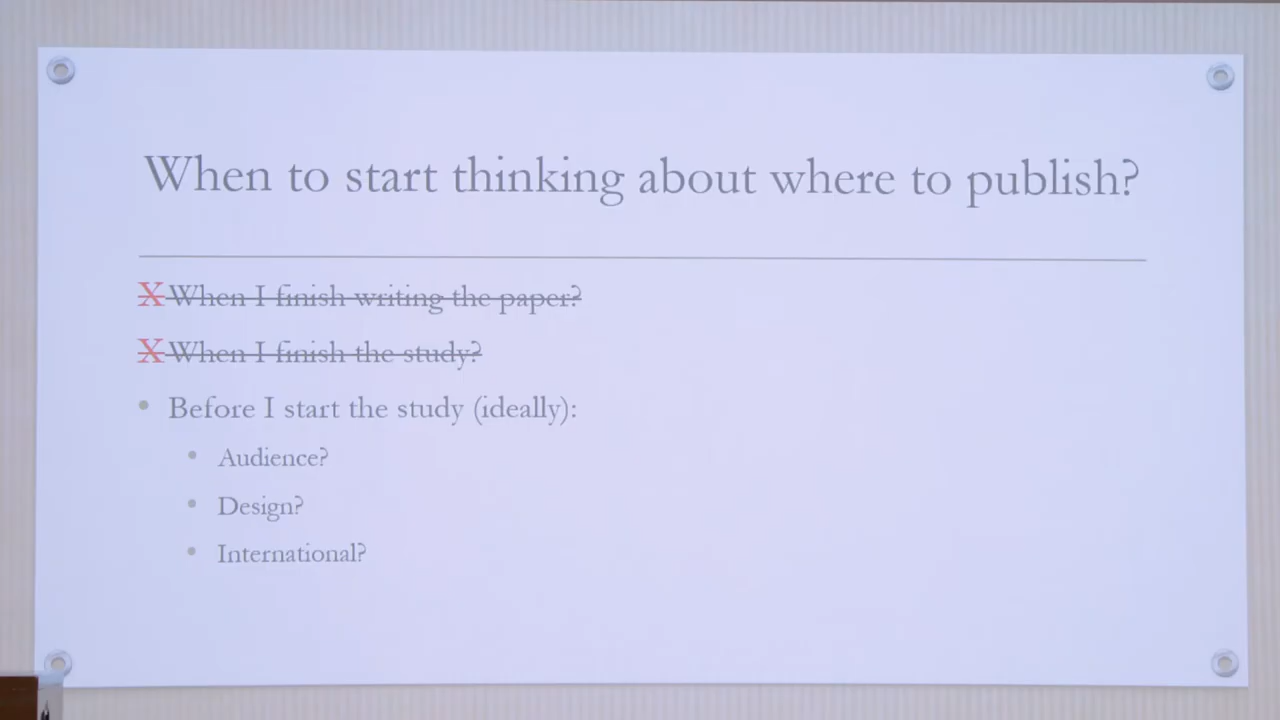 When to start thinking about where to publish?
X When I finish writing the paper?
X When I finish the study?
• Before I start the study (ideally):
• Audience?
• Design?
• International?